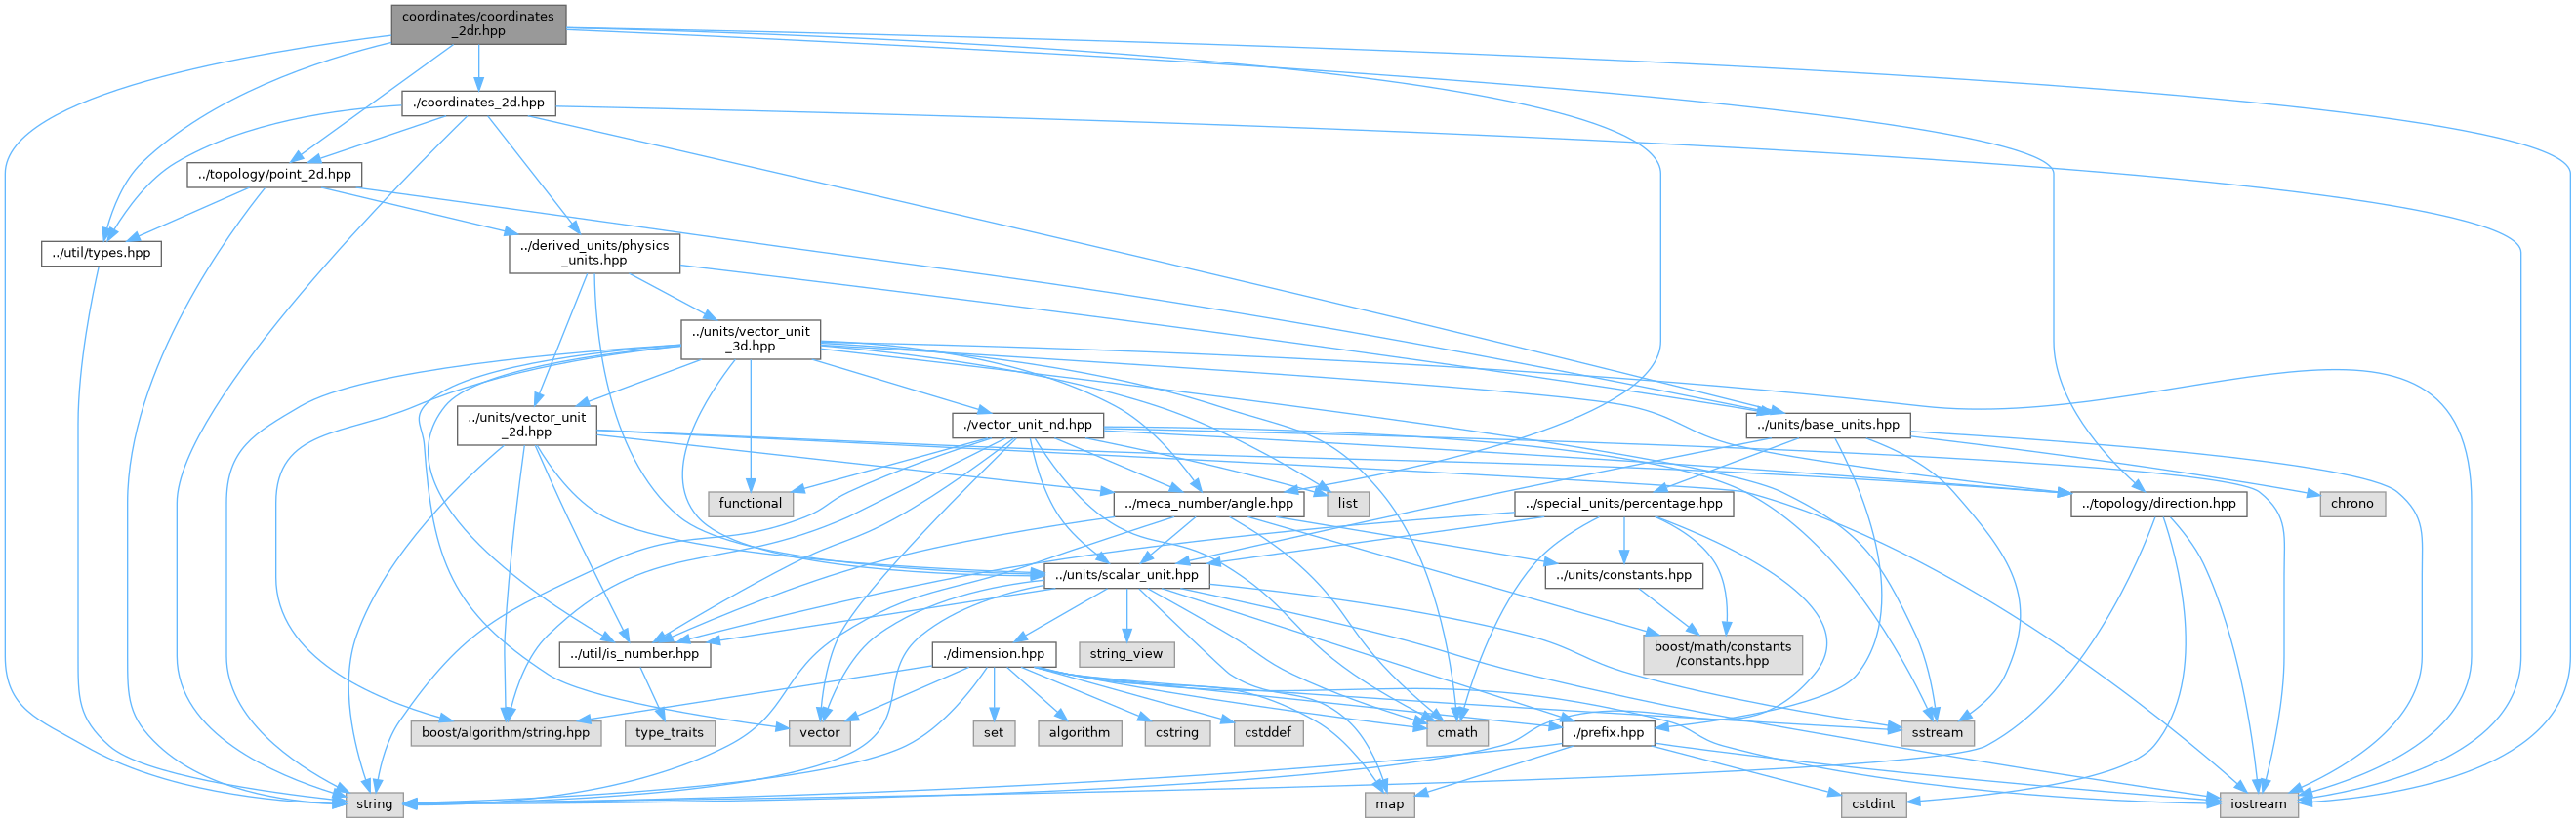 coordinates/coordinates
_2dr.hpp
./coordinates_2d.hpp
../topology/point_2d.hpp
../util/types.hpp
../derived_units/physics
_units.hpp
../units/vector_unit
_3d.hpp
../units/vector_unit
_2d.hpp
./vector_unit_nd.hpp
../units/base_units.hpp
functional
../meca_number/angle.hpp
list
../special_units/percentage.hpp
../topology/direction.hpp
chrono
../units/scalar_unit.hpp
../units/constants.hpp
../util/is_number.hpp
./dimension.hpp
string_view
boost/math/constants
/constants.hpp
boost/algorithm/string.hpp
type_traits
vector
set
algorithm
cstring
cstddef
cmath
./prefix.hpp
sstream
string
map
cstdint
iostream